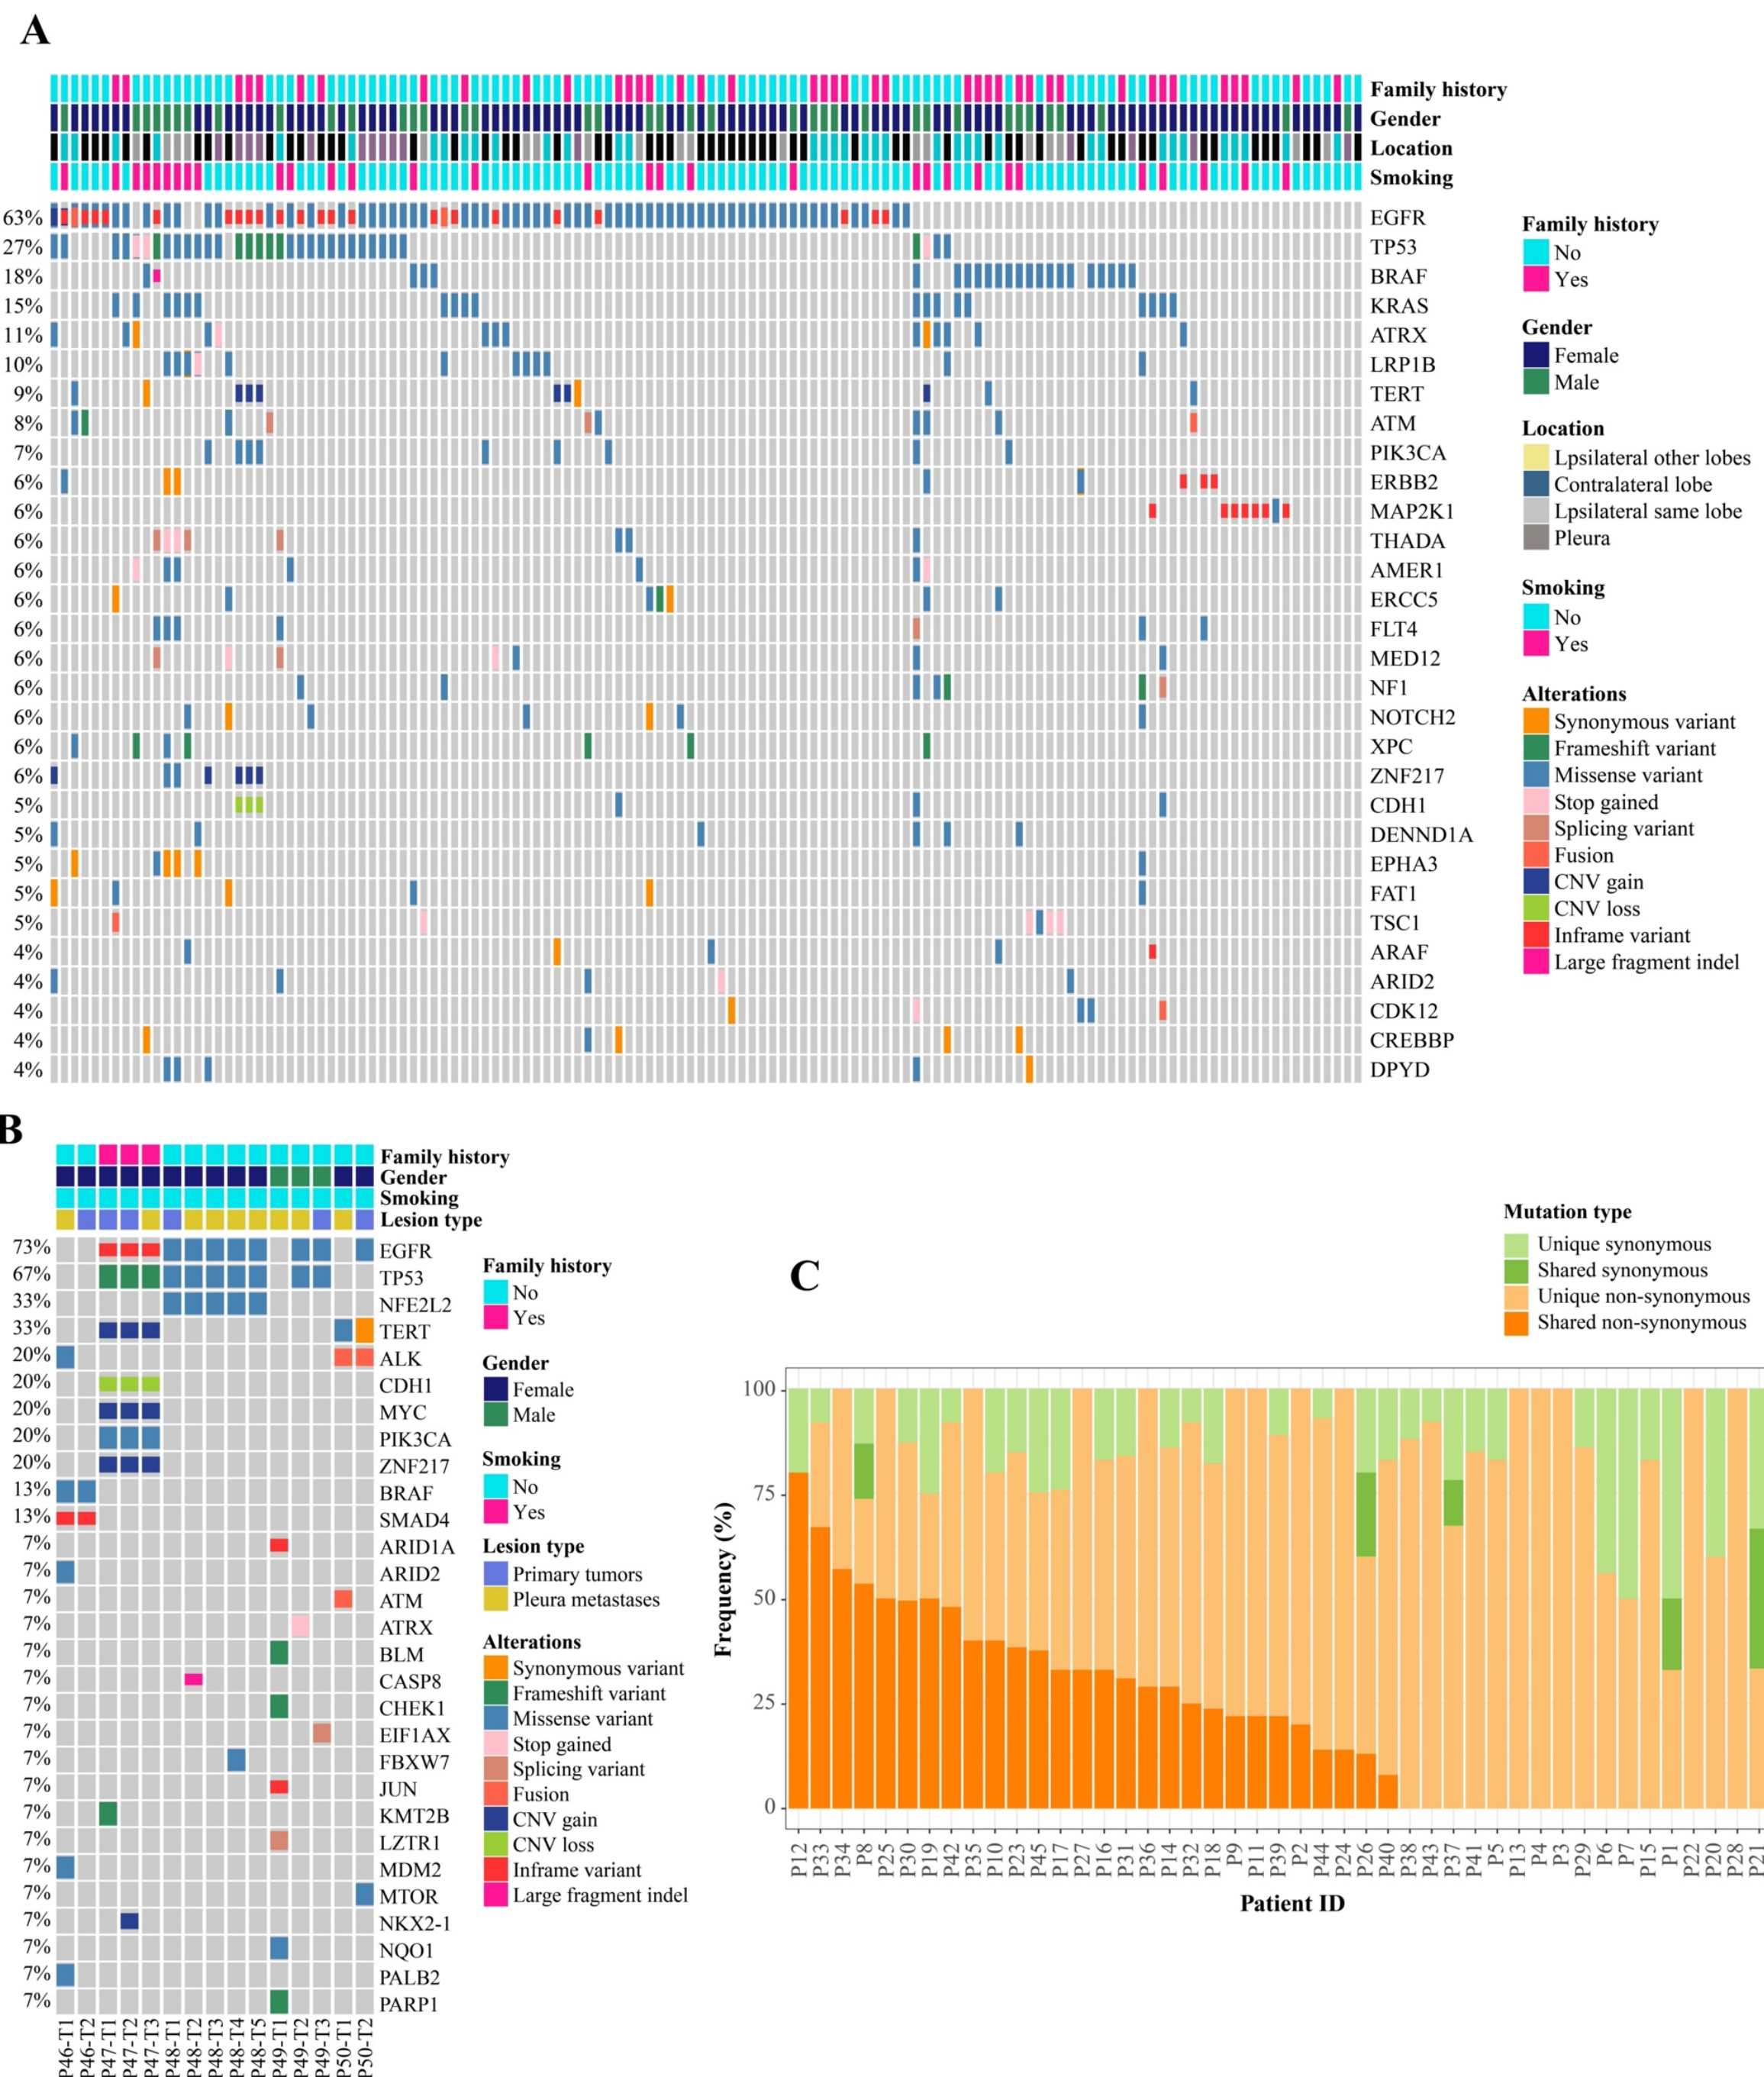 A
Family history
Gender
Location
Smoking
63% EGFR
27% TP53
18% BRAF
15% KRAS
11% ATRX
10% LRP1B
9% TERT
8% ATM
7% PIK3CA
6% ERBB2
6% MAP2K1
6% THADA
6% AMER1
6% ERCC5
6% FLT4
6% MED12
6% NF1
6% NOTCH2
6% XPC
6% ZNF217
5% CDH1
5% DENND1A
5% EPHA3
5% FAT1
5% TSC1
4% ARAF
4% ARID2
4% CDK12
4% CREBBP
4% DPYD
Family history
No
Yes
Gender
Female
Male
Location
Lpsilateral other lobes
Contralateral lobe
Lpsilateral same lobe
Pleura
Smoking
No
Yes
Alterations
Synonymous variant
Frameshift variant
Missense variant
Stop gained
Splicing variant
Fusion
CNV gain
CNV loss
Inframe variant
Large fragment indel
B
Family history
Gender
Smoking
Lesion type
73% EGFR
67% TP53
33% NFE2L2
33% TERT
20% ALK
20% CDH1
20% MYC
20% PIK3CA
20% ZNF217
13% BRAF
13% SMAD4
7% ARID1A
7% ARID2
7% ATM
7% ATRX
7% BLM
7% CASP8
7% CHEK1
7% EIF1AX
7% FBXW7
7% JUN
7% KMT2B
7% LZTR1
7% MDM2
7% MTOR
7% NKX2-1
7% NQO1
7% PALB2
7% PARP1
P46-T1 P46-T2 P47-T1 P47-T2 P47-T3 P48-T1 P48-T2 P48-T3 P48-T4 P48-T5 P49-T1 P49-T2 P49-T3 P50-T1 P50-T2
Family history
No
Yes
Gender
Female
Male
Smoking
No
Yes
Lesion type
Primary tumors
Pleura metastases
Alterations
Synonymous variant
Frameshift variant
Missense variant
Stop gained
Splicing variant
Fusion
CNV gain
CNV loss
Inframe variant
Large fragment indel
C
Mutation type
Unique synonymous
Shared synonymous
Unique non-synonymous
Shared non-synonymous
Frequency (%)
100
75
50
25
0
P12 P33 P34 P8 P25 P30 P19 P42 P35 P10 P23 P45 P17 P27 P16 P31 P36 P14 P32 P18 P9 P11 P39 P2 P44 P24 P26 P40 P38 P43 P37 P41 P5 P13 P4 P3 P29 P6 P7 P15 P1 P22 P20 P28 P21
Patient ID